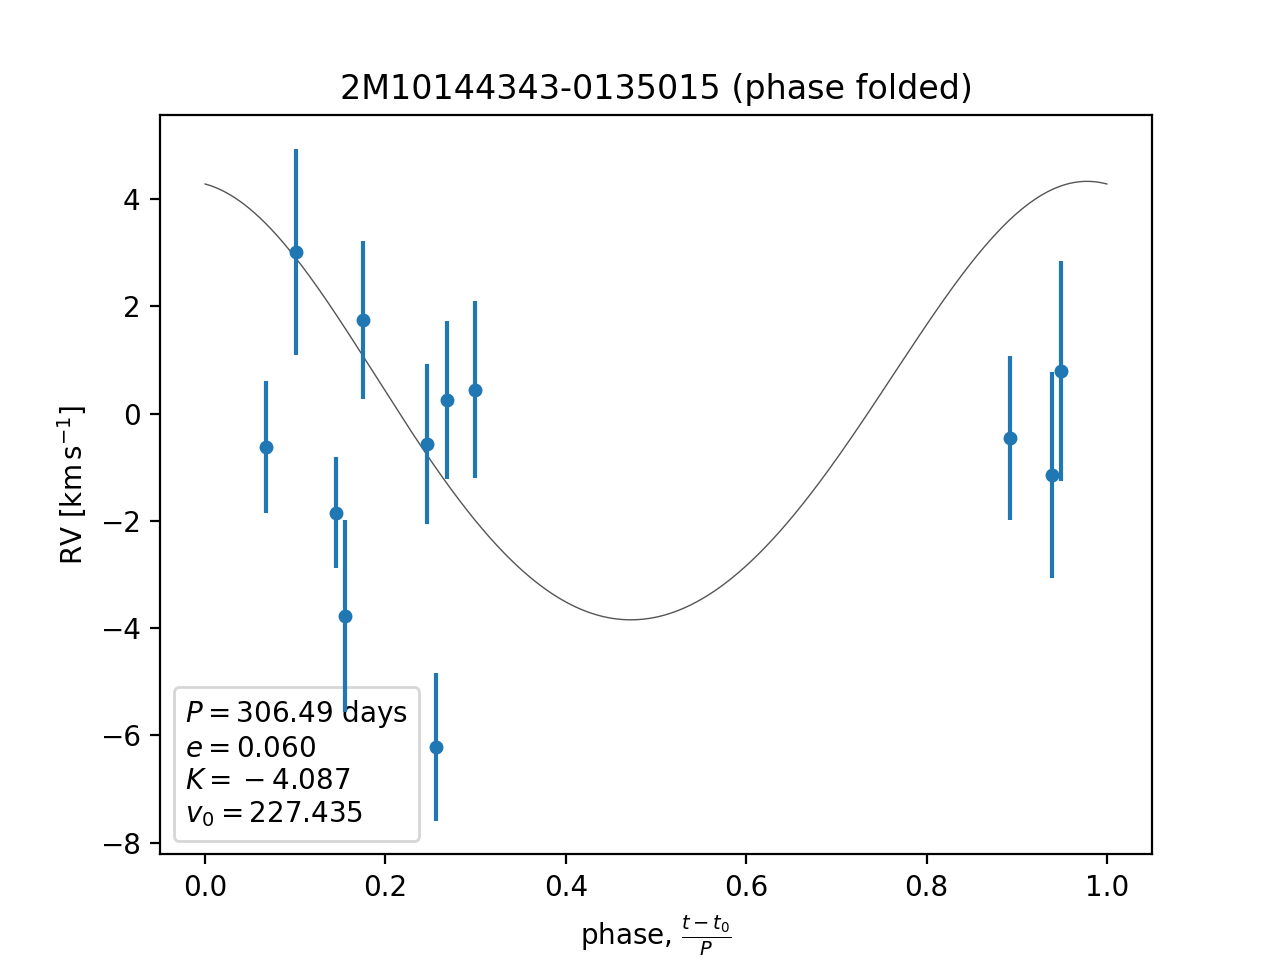 2M10144343-0135015 (phase folded)
RV [km s⁻¹]
4
2
0
−2
−4
−6
−8
P = 306.49 days
e = 0.060
K = −4.087
v₀ = 227.435
0.0 0.2 0.4 0.6 0.8 1.0
phase, (t − t₀)/P